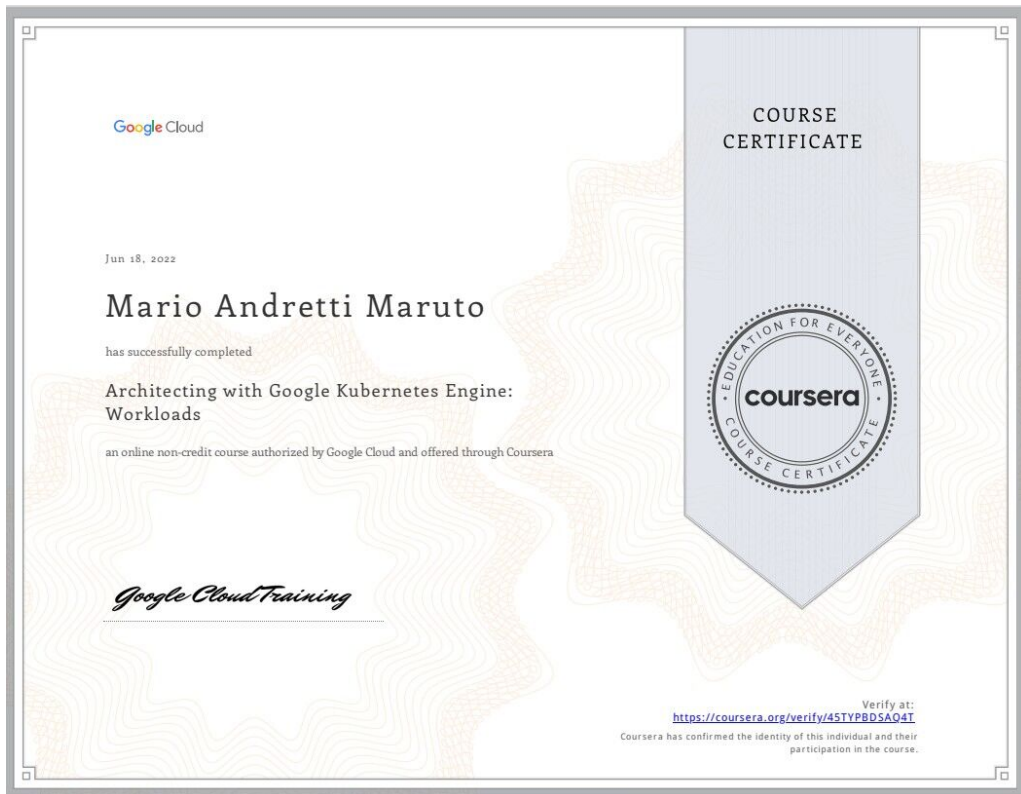 Google Cloud
COURSE
CERTIFICATE
Jun 18, 2022
Mario Andretti Maruto
has successfully completed
Architecting with Google Kubernetes Engine:
Workloads
an online non-credit course authorized by Google Cloud and offered through Coursera
EDUCATION FOR EVERYONE
coursera
COURSE CERTIFICATE
Google Cloud Training
Verify at:
https://coursera.org/verify/45TYPBDSAQ4T
Coursera has confirmed the identity of this individual and their
participation in the course.